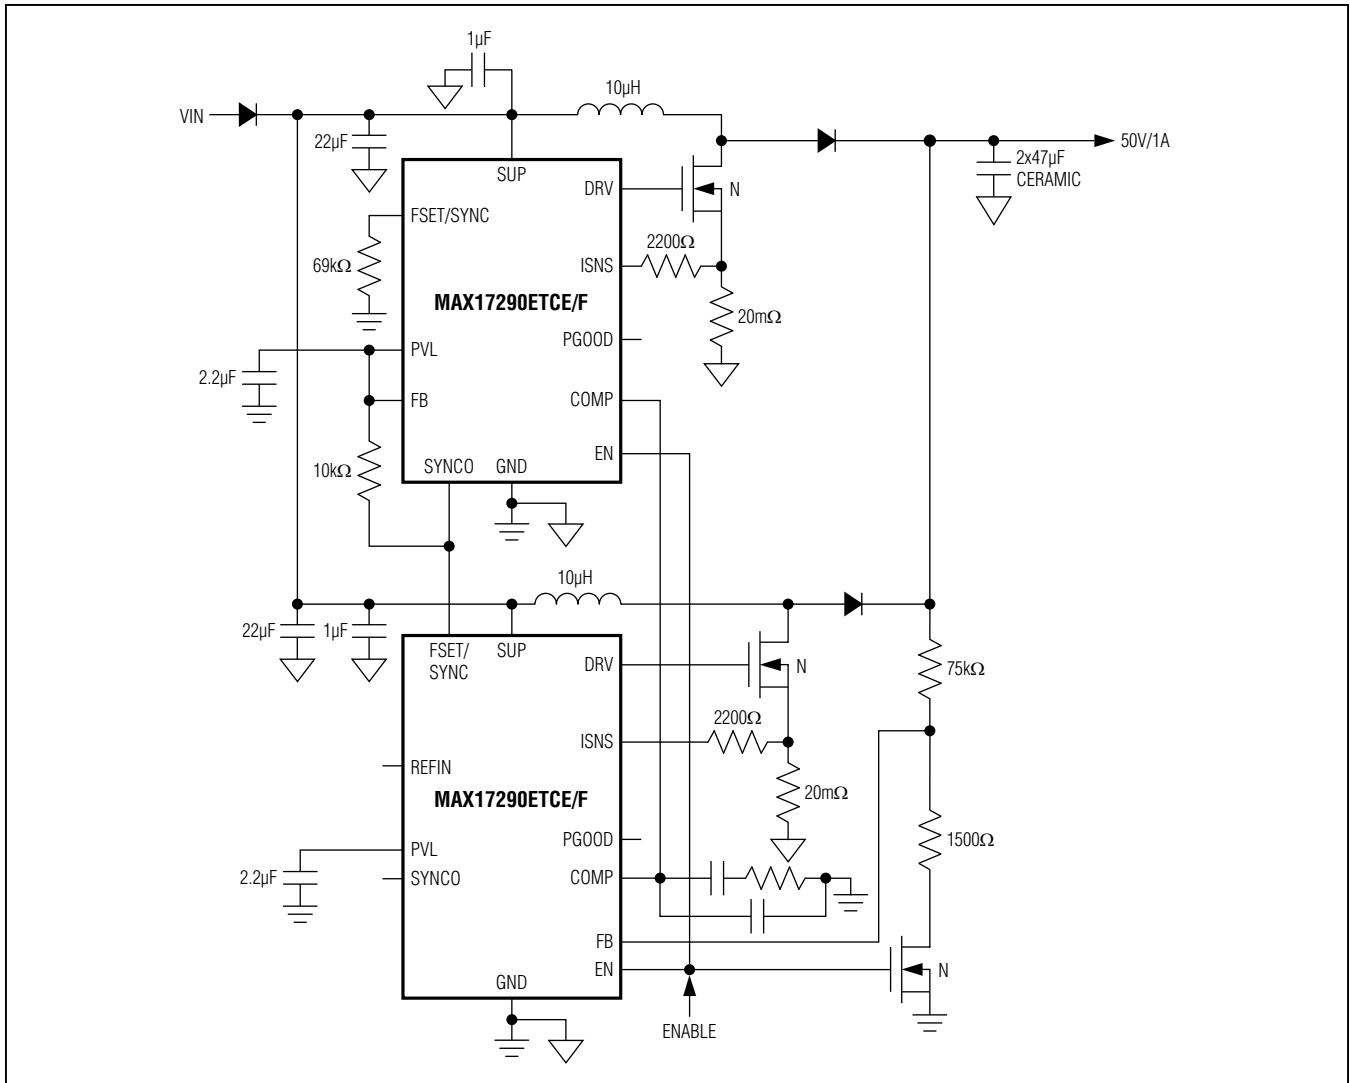 1µF
10µH
VIN
22µF
50V/1A
2x47µF
CERAMIC
SUP
DRV
N
FSET/SYNC
2200Ω
ISNS
69kΩ
MAX17290ETCE/F
20mΩ
PGOOD
PVL
2.2µF
FB
COMP
EN
10kΩ
SYNCO
GND
10µH
22µF
1µF
FSET/
SYNC
SUP
DRV
N
75kΩ
2200Ω
ISNS
REFIN
MAX17290ETCE/F
20mΩ
PGOOD
1500Ω
PVL
2.2µF
SYNCO
COMP
FB
EN
N
GND
ENABLE